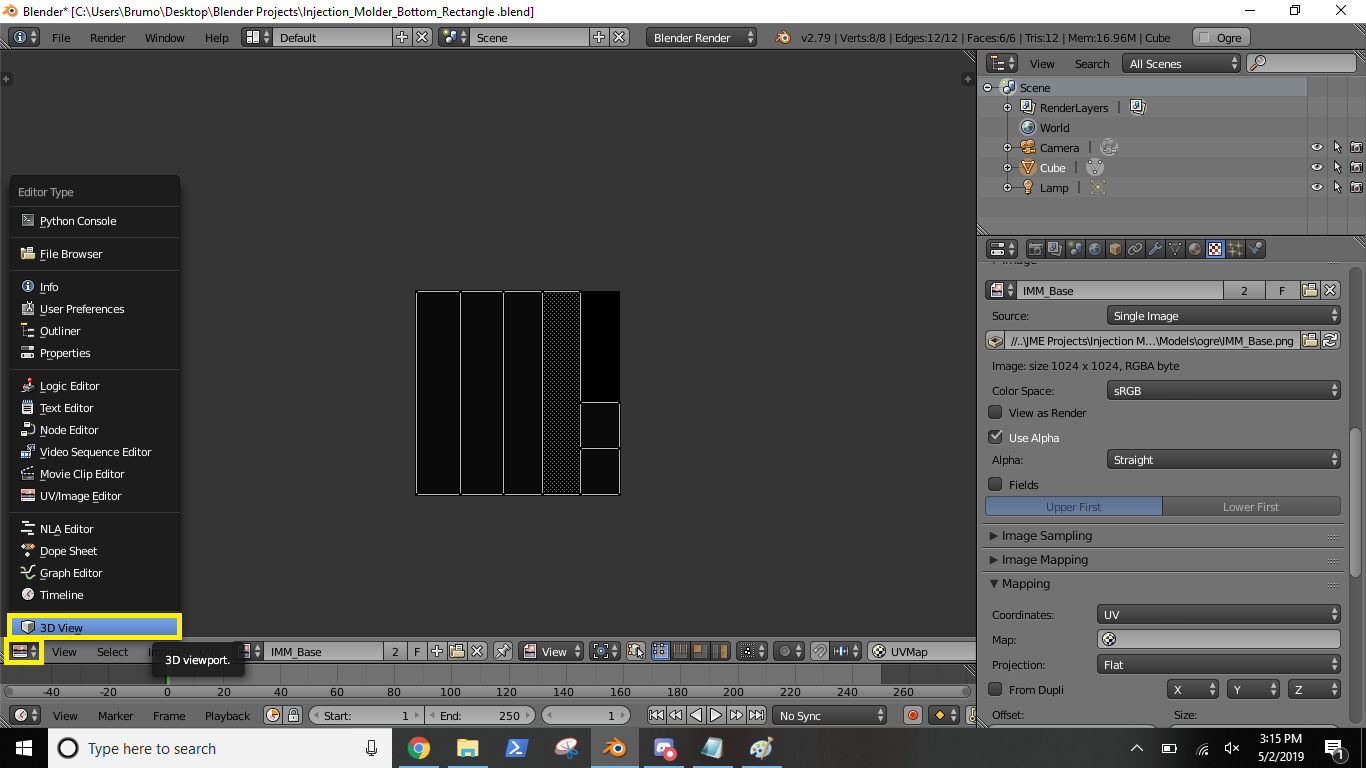 Blender* [C:\Users\Brumo\Desktop\Blender Projects\Injection_Molder_Bottom_Rectangle .blend]
File Render Window Help Default Scene Blender Render v2.79 | Verts:8/8 | Edges:12/12 | Faces:6/6 | Tris:12 | Mem:16.96M | Cube Ogre
View Search All Scenes
Scene
RenderLayers
World
Camera
Cube
Lamp
Editor Type
Python Console
File Browser
Info
User Preferences
Outliner
Properties
Logic Editor
Text Editor
Node Editor
Video Sequence Editor
Movie Clip Editor
UV/Image Editor
NLA Editor
Dope Sheet
Graph Editor
Timeline
3D View
3D viewport.
View Select IMM_Base 2 F View UVMap
-40 -20 0 20 40 60 80 100 120 140 160 180 200 220 240 260
View Marker Frame Playback Start: 1 End: 250 1 No Sync
IMM_Base 2 F
Source: Single Image
//..\JME Projects\Injection M...\Models\ogre\IMM_Base.png
Image: size 1024 x 1024, RGBA byte
Color Space: sRGB
View as Render
Use Alpha
Alpha: Straight
Fields
Upper First Lower First
Image Sampling
Image Mapping
Mapping
Coordinates: UV
Map:
Projection: Flat
From Dupli X Y Z
Offset: Size:
Type here to search
3:15 PM
5/2/2019
1